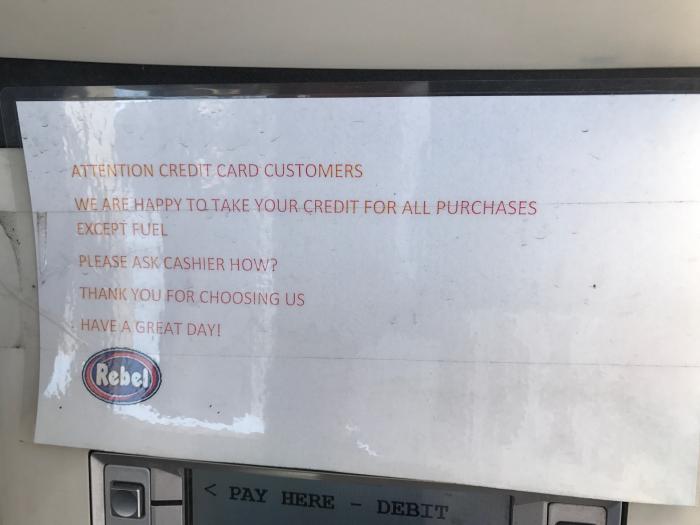 ATTENTION CREDIT CARD CUSTOMERS
WE ARE HAPPY TO TAKE YOUR CREDIT FOR ALL PURCHASES
EXCEPT FUEL
PLEASE ASK CASHIER HOW?
THANK YOU FOR CHOOSING US
HAVE A GREAT DAY!
Rebel
< PAY HERE - DEBIT